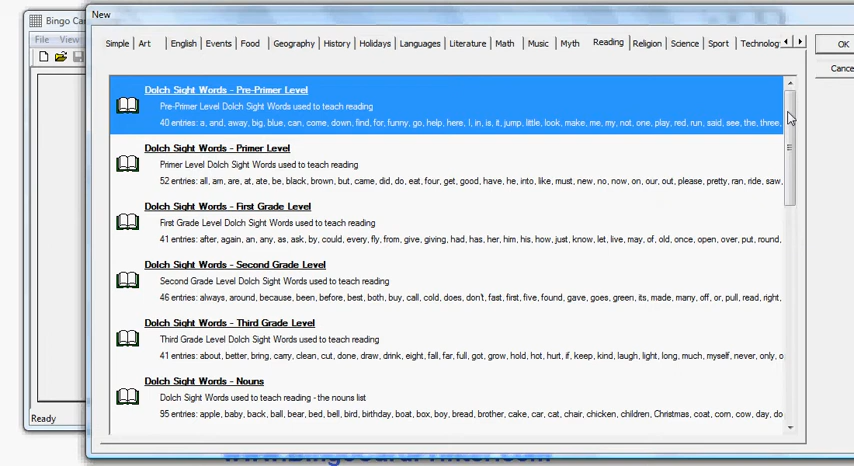 Bingo Ca
New
File View
Simple Art English Events Food Geography History Holidays Languages Literature Math Music Myth Reading Religion Science Sport Technolog
OK
Cance
Dolch Sight Words - Pre-Primer Level
Pre-Primer Level Dolch Sight Words used to teach reading
40 entries: a, and, away, big, blue, can, come, down, find, for, funny, go, help, here, I, in, is, it, jump, little, look, make, me, my, not, one, play, red, run, said, see, the, three,
Dolch Sight Words - Primer Level
Primer Level Dolch Sight Words used to teach reading
52 entries: all, am, are, at, ate, be, black, brown, but, came, did, do, eat, four, get, good, have, he, into, like, must, new, no, now, on, our, out, please, pretty, ran, ride, saw,
Dolch Sight Words - First Grade Level
First Grade Level Dolch Sight Words used to teach reading
41 entries: after, again, an, any, as, ask, by, could, every, fly, from, give, giving, had, has, her, him, his, how, just, know, let, live, may, of, old, once, open, over, put, round,
Dolch Sight Words - Second Grade Level
Second Grade Level Dolch Sight Words used to teach reading
46 entries: always, around, because, been, before, best, both, buy, call, cold, does, don't, fast, first, five, found, gave, goes, green, its, made, many, off, or, pull, read, right,
Dolch Sight Words - Third Grade Level
Third Grade Level Dolch Sight Words used to teach reading
41 entries: about, better, bring, carry, clean, cut, done, draw, drink, eight, fall, far, full, got, grow, hold, hot, hurt, if, keep, kind, laugh, light, long, much, myself, never, only, o
Dolch Sight Words - Nouns
Dolch Sight Words used to teach reading - the nouns list
95 entries: apple, baby, back, ball, bear, bed, bell, bird, birthday, boat, box, boy, bread, brother, cake, car, cat, chair, chicken, children, Christmas, coat, corn, cow, day, do
Ready
www.BingoCardPrinter.com